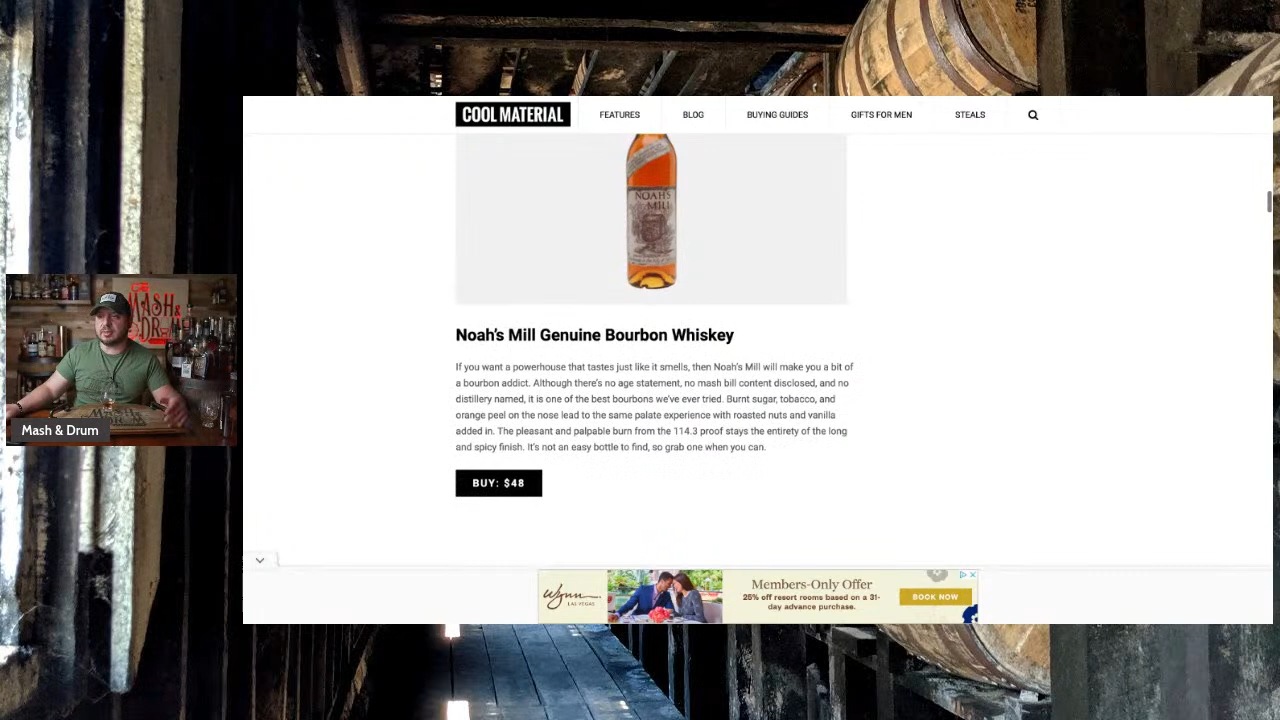 COOL MATERIAL
FEATURES
BLOG
BUYING GUIDES
GIFTS FOR MEN
STEALS
NOAH'S
MILL
MASH &
DRUM
Mash & Drum
Noah's Mill Genuine Bourbon Whiskey
If you want a powerhouse that tastes just like it smells, then Noah's Mill will make you a bit of
a bourbon addict. Although there's no age statement, no mash bill content disclosed, and no
distillery named, it is one of the best bourbons we've ever tried. Burnt sugar, tobacco, and
orange peel on the nose lead to the same palate experience with roasted nuts and vanilla
added in. The pleasant and palpable burn from the 114.3 proof stays the entirety of the long
and spicy finish. It's not an easy bottle to find, so grab one when you can.
BUY: $48
Wynn
LAS VEGAS
Members-Only Offer
25% off resort rooms based on a 31-
day advance purchase.
BOOK NOW